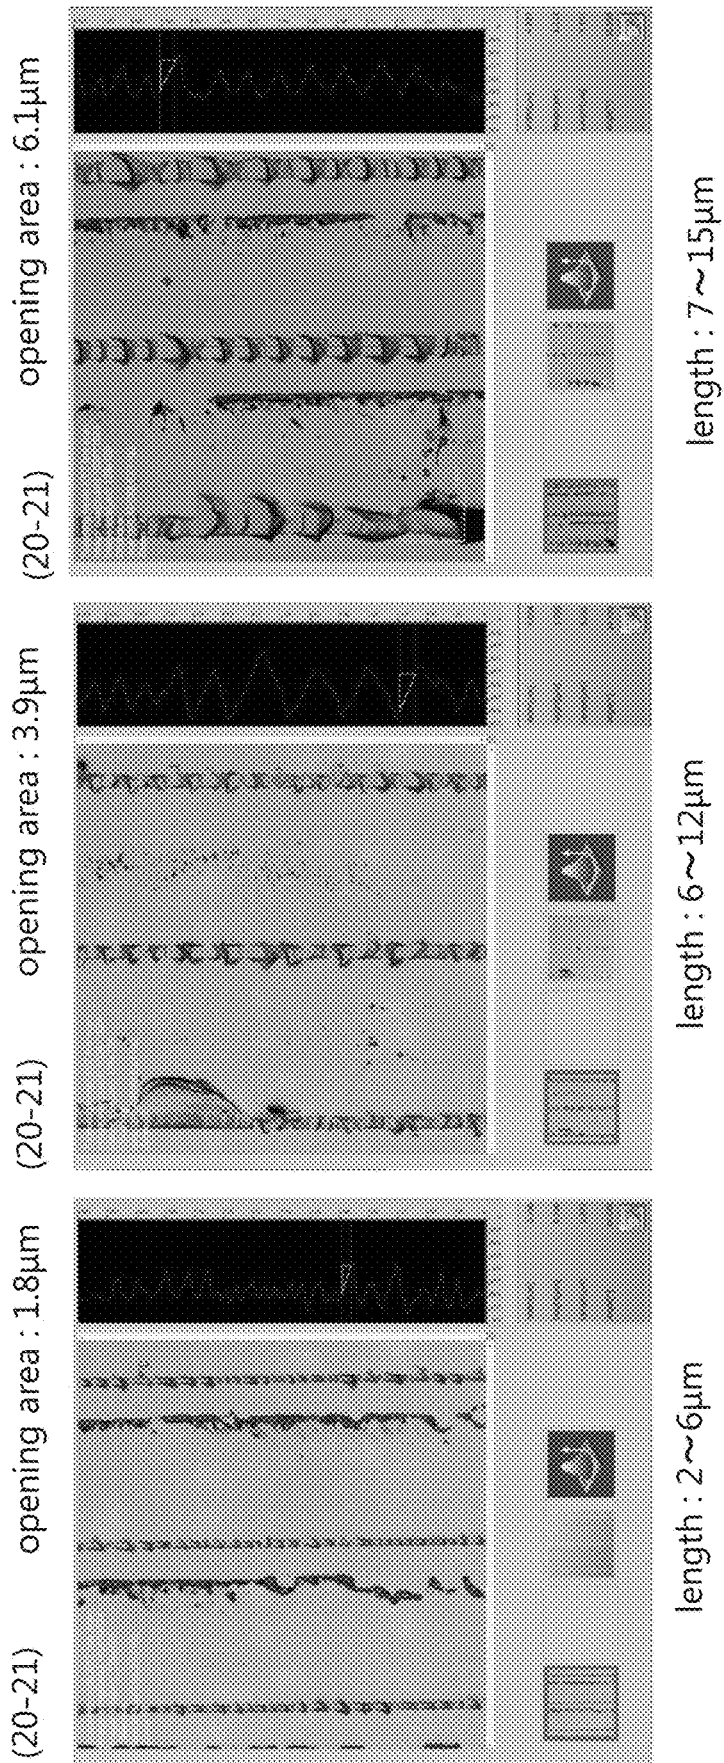 (20-21)
opening area : 1.8μm
length : 2~6μm
(20-21)
opening area : 3.9μm
length : 6~12μm
(20-21)
opening area : 6.1μm
length : 7~15μm